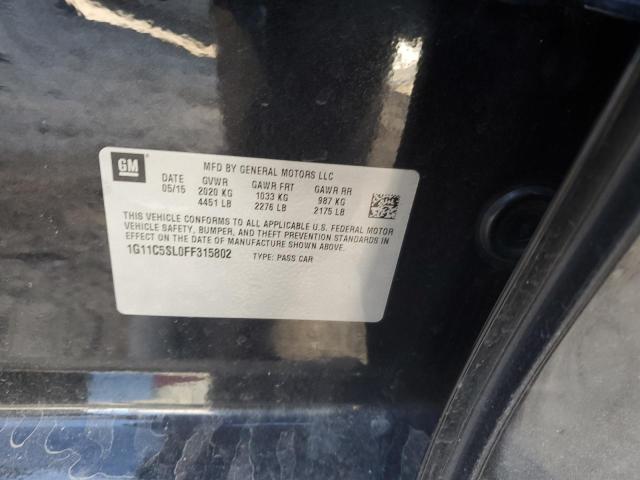 GM
MFD BY GENERAL MOTORS LLC
DATE GVWR GAWR FRT GAWR RR
05/15 2020 KG 1033 KG 987 KG
4451 LB 2276 LB 2175 LB
THIS VEHICLE CONFORMS TO ALL APPLICABLE U.S. FEDERAL MOTOR
VEHICLE SAFETY, BUMPER, AND THEFT PREVENTION STANDARDS IN
EFFECT ON THE DATE OF MANUFACTURE SHOWN ABOVE.
1G11C5SL0FF315802 TYPE: PASS CAR